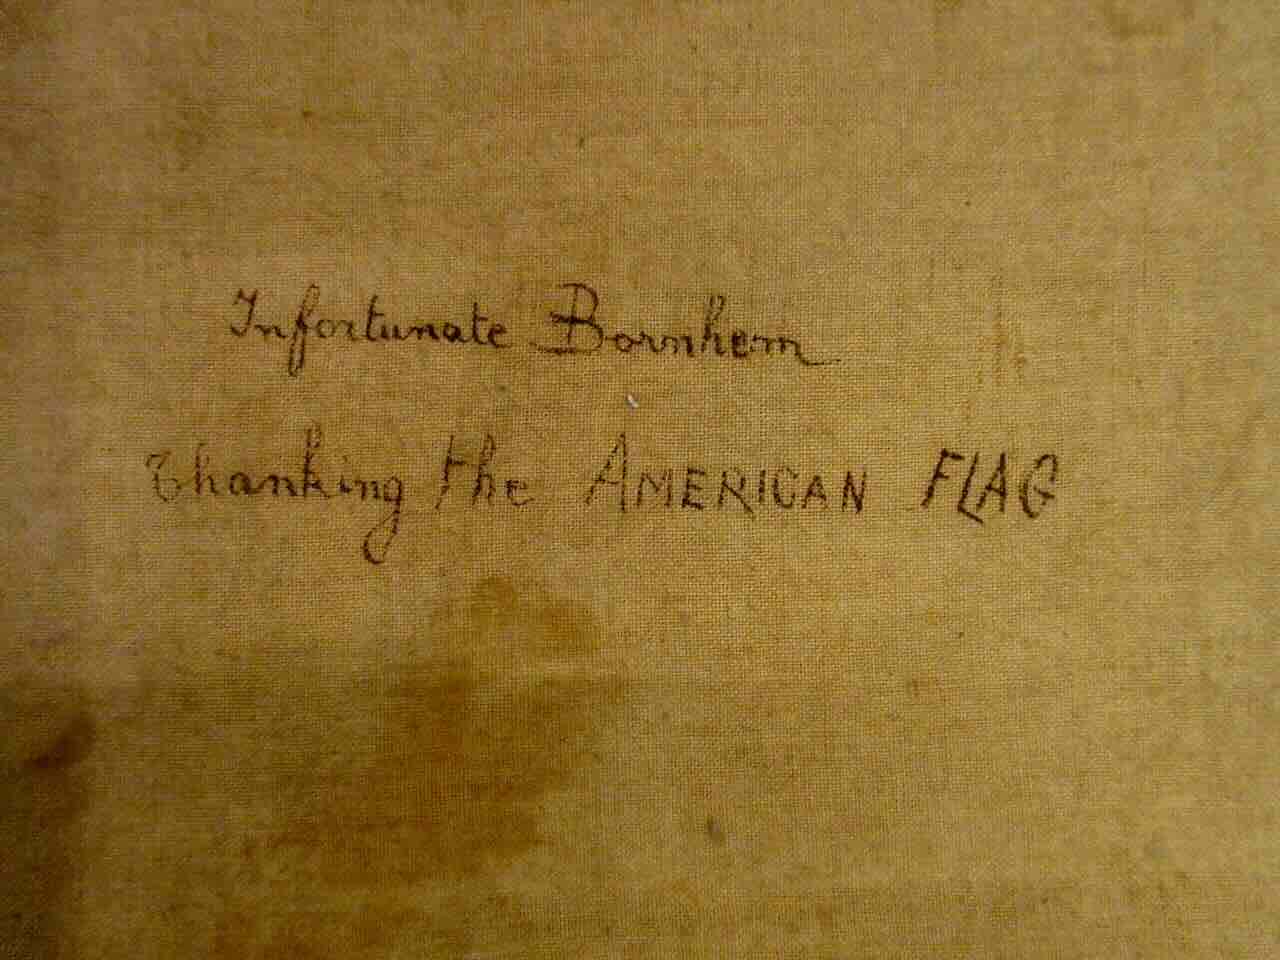 Infortunate Bornhem
Thanking the AMERICAN FLAG